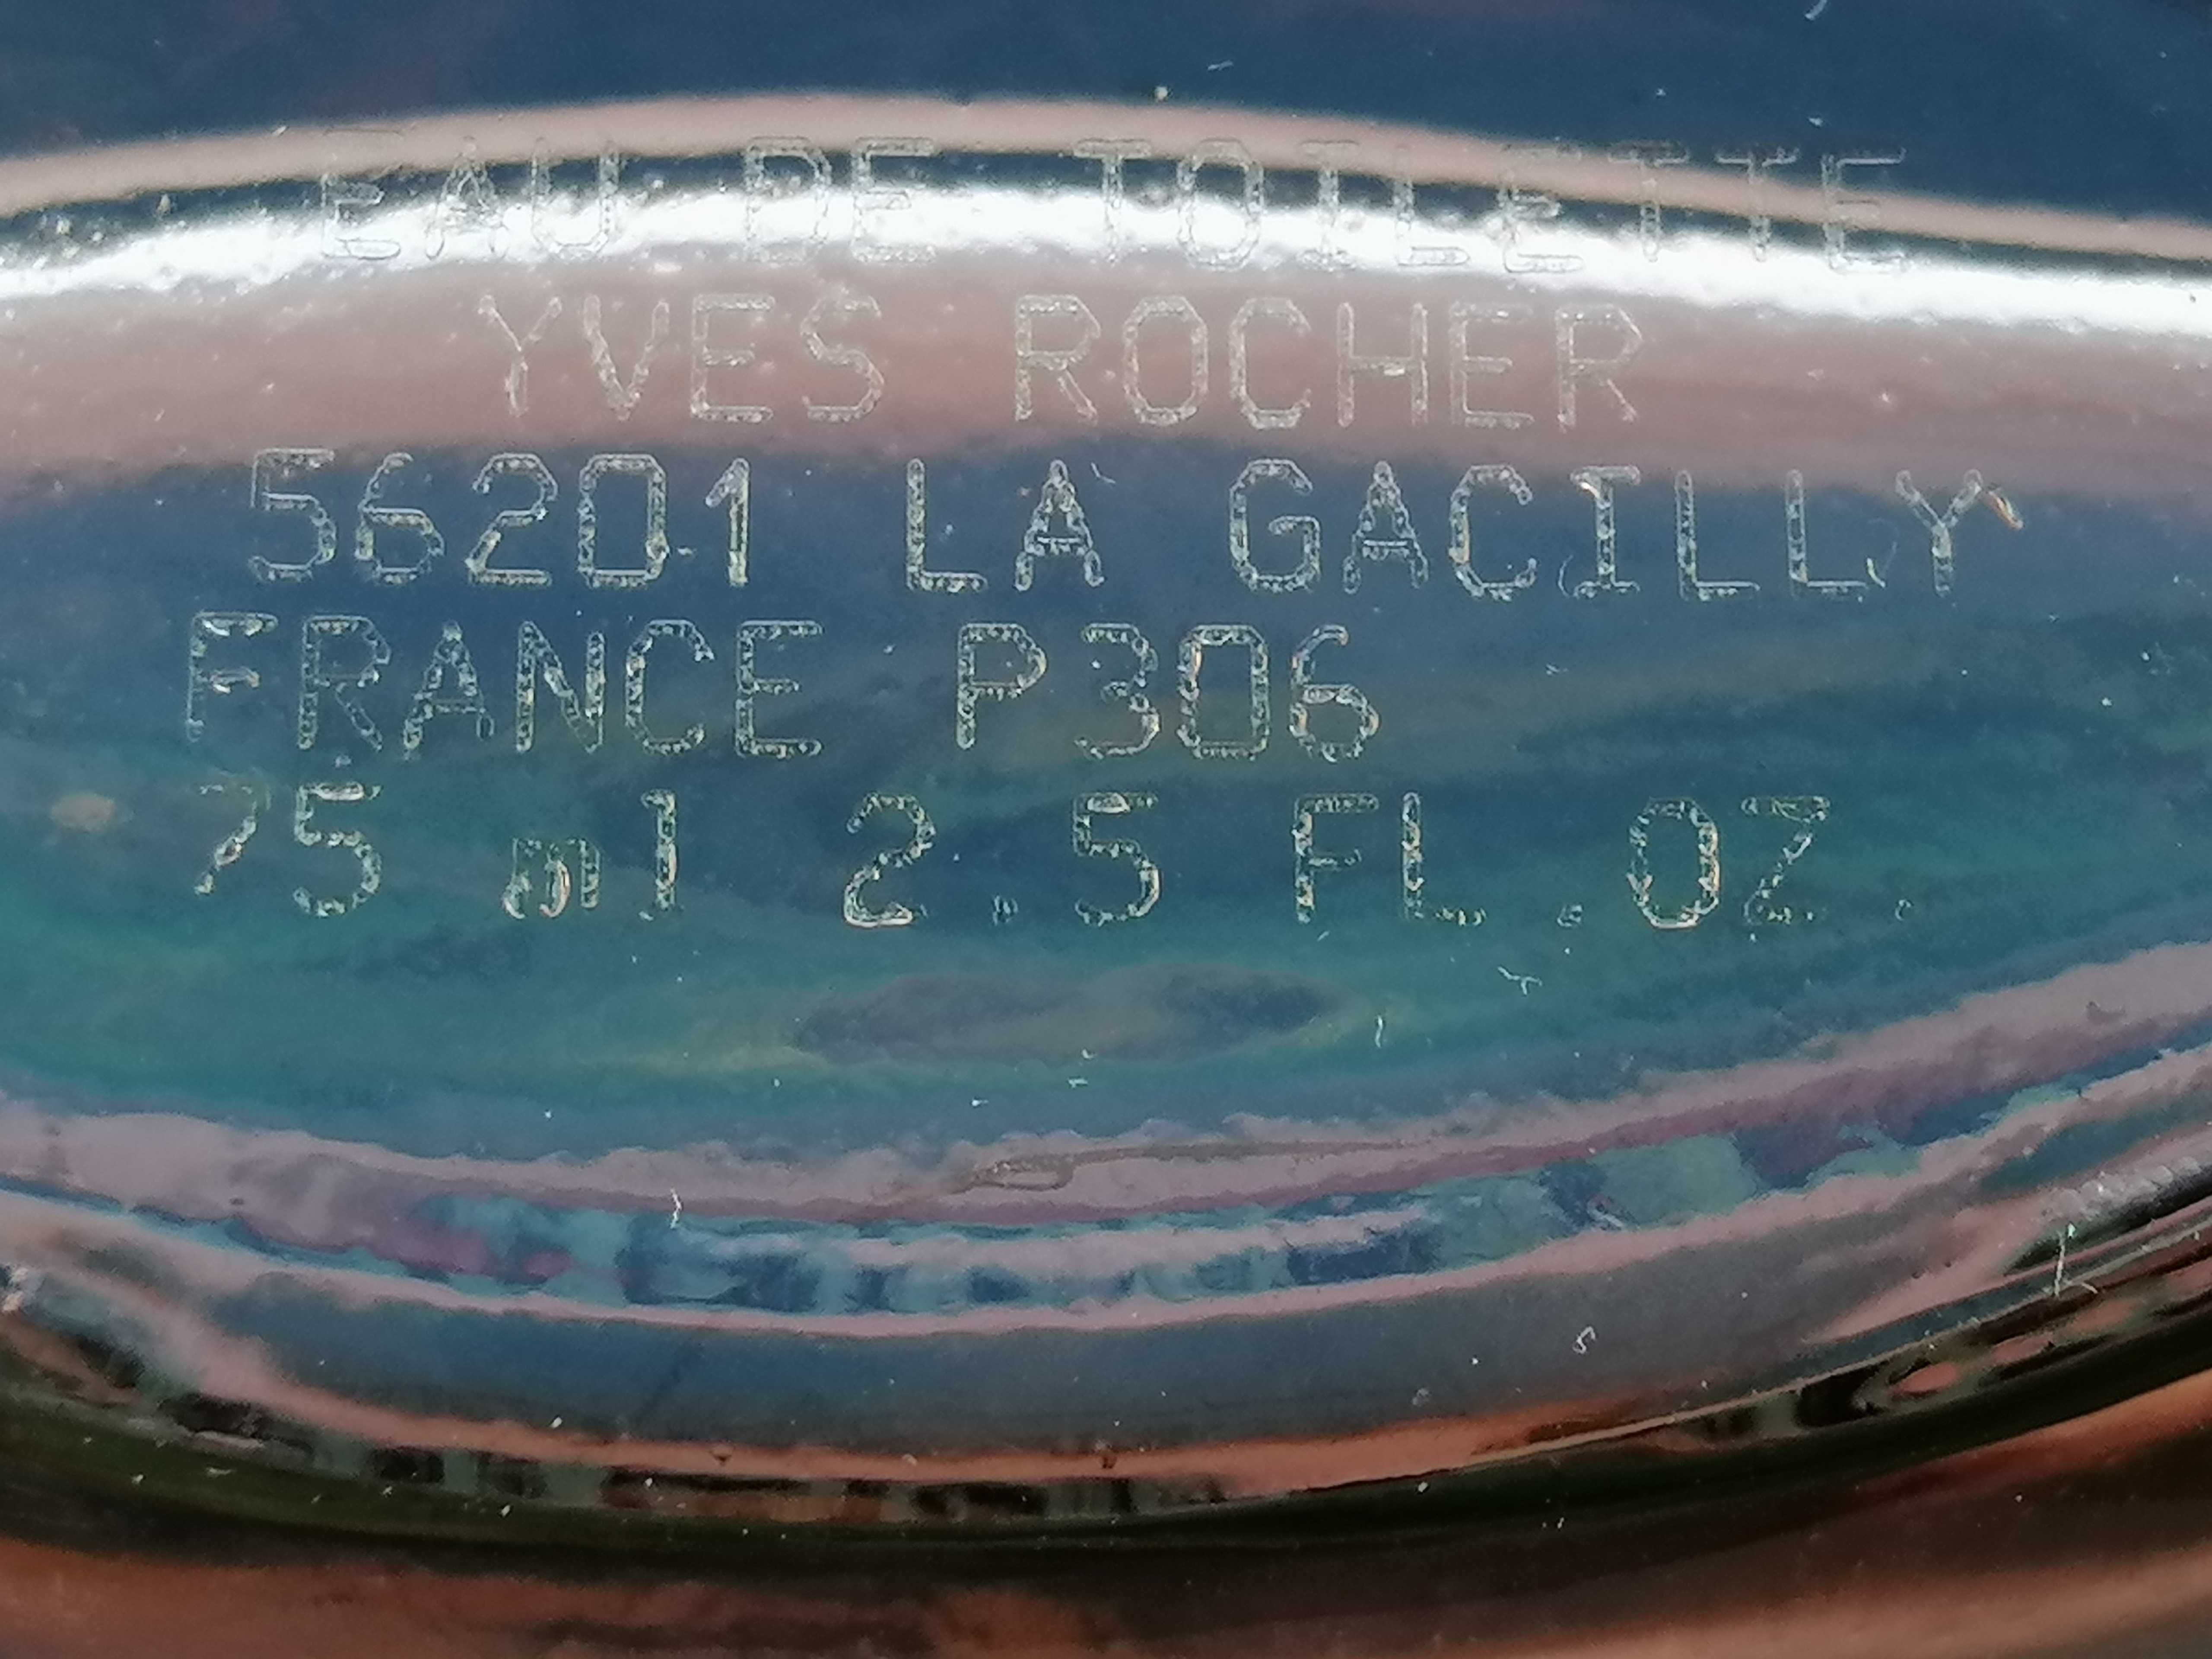 EAU DE TOILETTE
YVES ROCHER
56201 LA GACILLY
FRANCE P306
75 ml 2.5 FL.OZ.